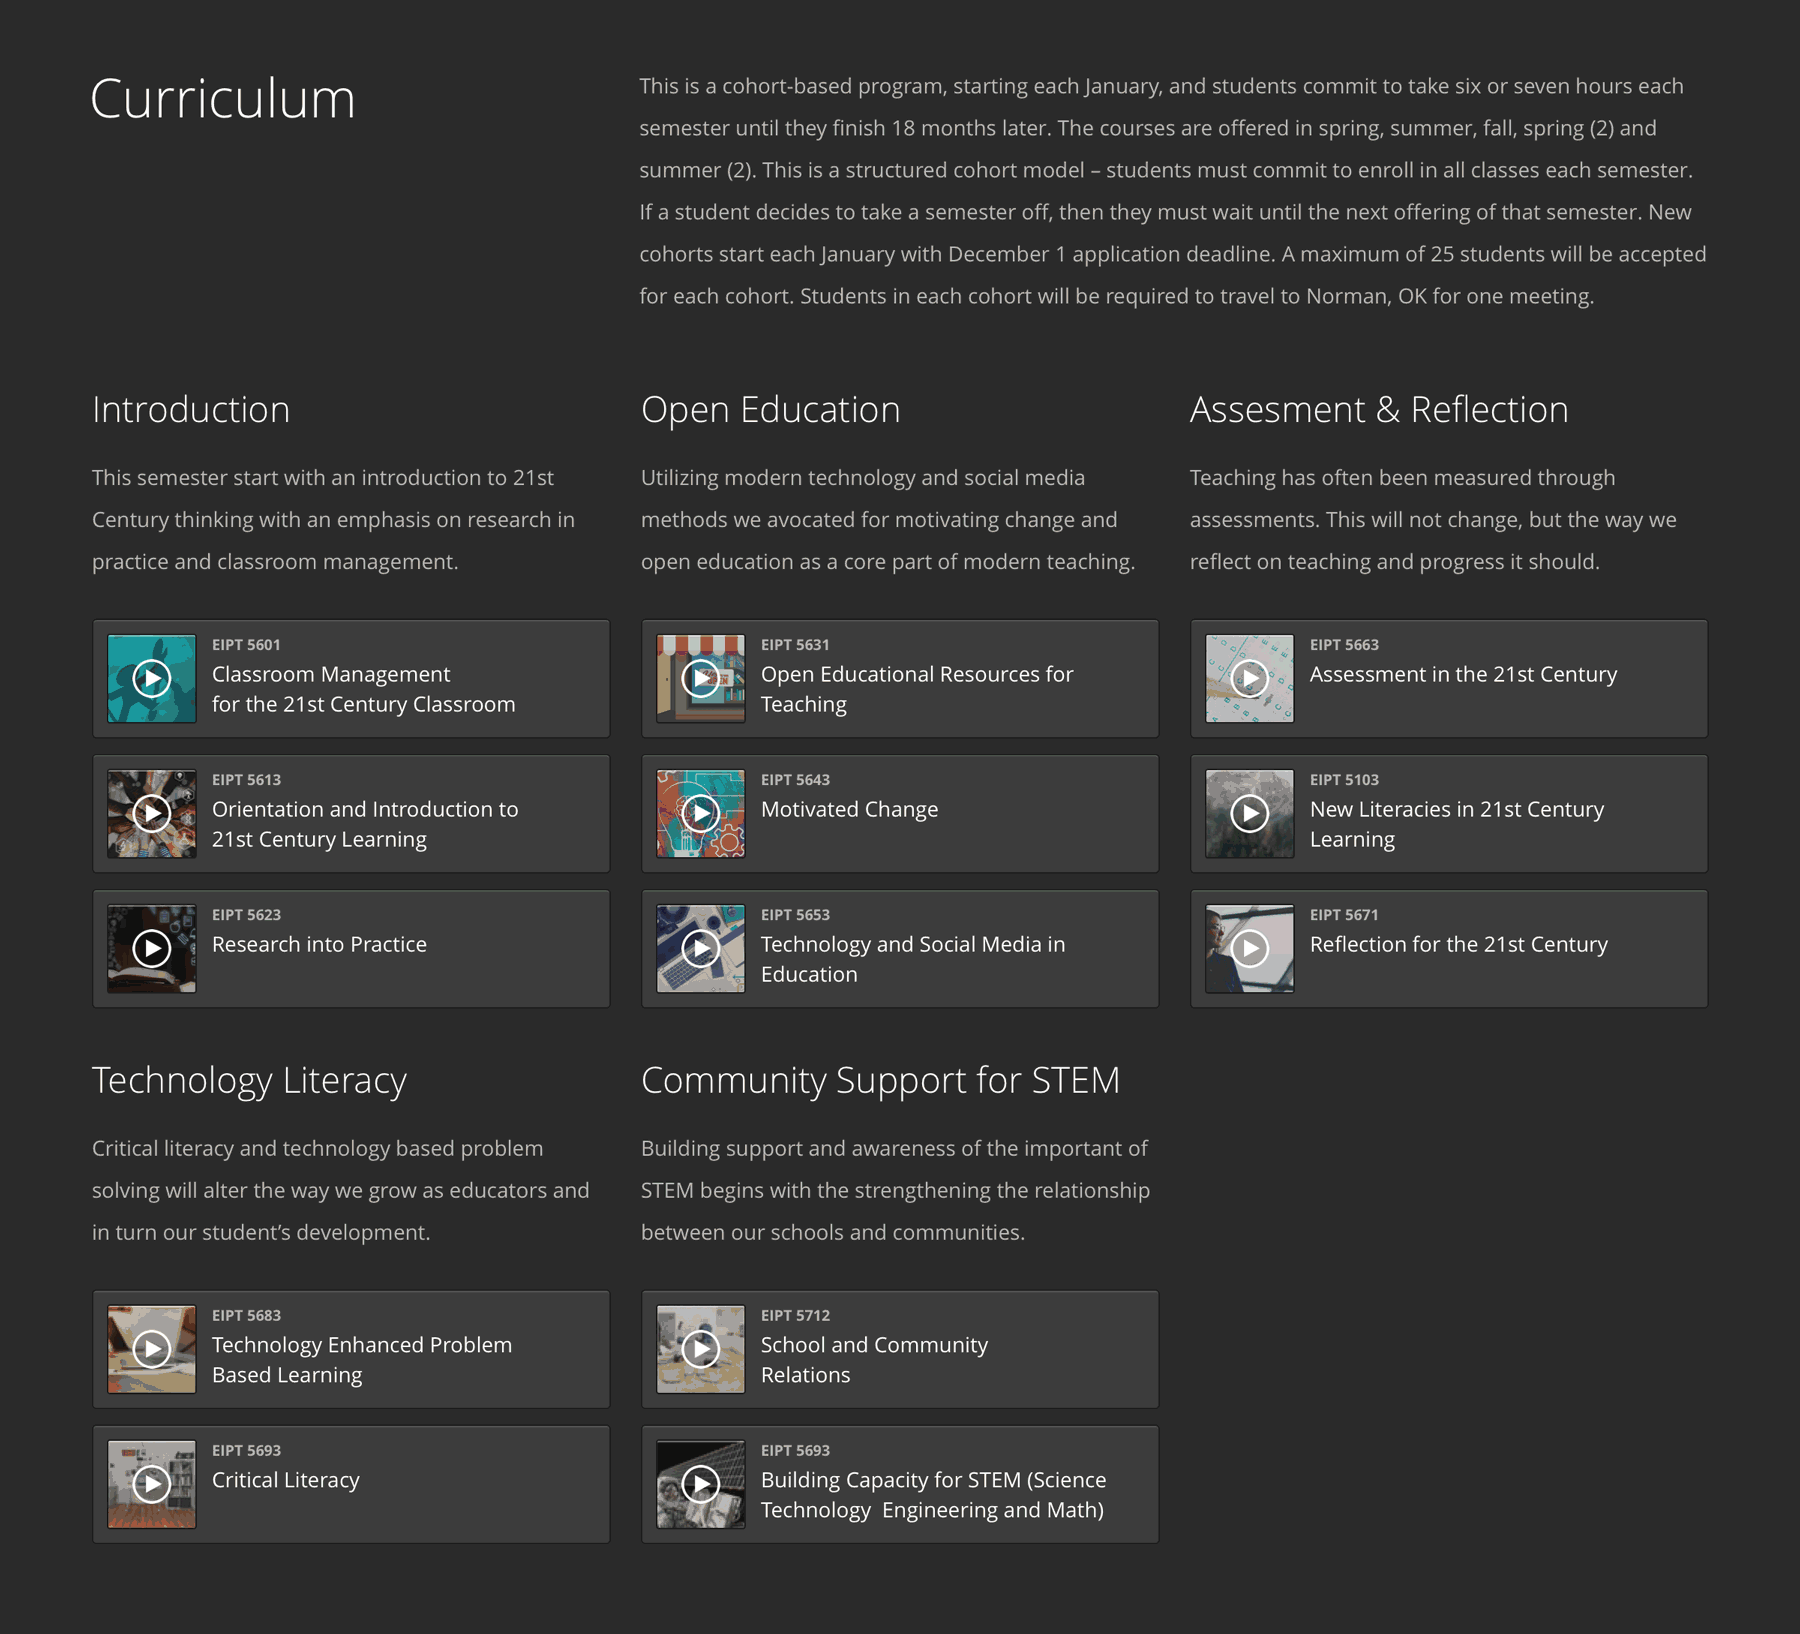 Curriculum
This is a cohort-based program, starting each January, and students commit to take six or seven hours each
semester until they finish 18 months later. The courses are offered in spring, summer, fall, spring (2) and
summer (2). This is a structured cohort model – students must commit to enroll in all classes each semester.
If a student decides to take a semester off, then they must wait until the next offering of that semester. New
cohorts start each January with December 1 application deadline. A maximum of 25 students will be accepted
for each cohort. Students in each cohort will be required to travel to Norman, OK for one meeting.
Introduction
This semester start with an introduction to 21st
Century thinking with an emphasis on research in
practice and classroom management.
EIPT 5601
Classroom Management
for the 21st Century Classroom
EIPT 5613
Orientation and Introduction to
21st Century Learning
EIPT 5623
Research into Practice
Open Education
Utilizing modern technology and social media
methods we avocated for motivating change and
open education as a core part of modern teaching.
EIPT 5631
Open Educational Resources for
Teaching
EIPT 5643
Motivated Change
EIPT 5653
Technology and Social Media in
Education
Assesment & Reflection
Teaching has often been measured through
assessments. This will not change, but the way we
reflect on teaching and progress it should.
EIPT 5663
Assessment in the 21st Century
EIPT 5103
New Literacies in 21st Century
Learning
EIPT 5671
Reflection for the 21st Century
Technology Literacy
Critical literacy and technology based problem
solving will alter the way we grow as educators and
in turn our student’s development.
EIPT 5683
Technology Enhanced Problem
Based Learning
EIPT 5693
Critical Literacy
Community Support for STEM
Building support and awareness of the important of
STEM begins with the strengthening the relationship
between our schools and communities.
EIPT 5712
School and Community
Relations
EIPT 5693
Building Capacity for STEM (Science
Technology  Engineering and Math)